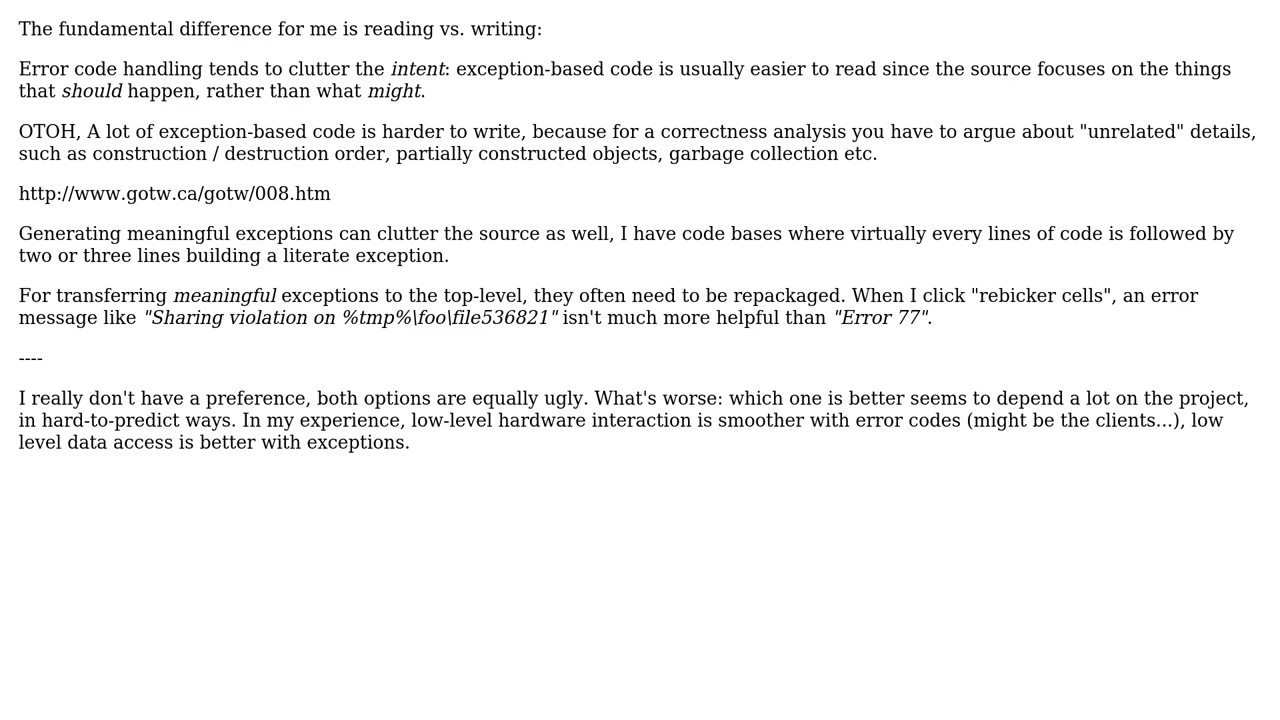 The fundamental difference for me is reading vs. writing:
Error code handling tends to clutter the intent: exception-based code is usually easier to read since the source focuses on the things
that should happen, rather than what might.
OTOH, A lot of exception-based code is harder to write, because for a correctness analysis you have to argue about "unrelated" details,
such as construction / destruction order, partially constructed objects, garbage collection etc.
http://www.gotw.ca/gotw/008.htm
Generating meaningful exceptions can clutter the source as well, I have code bases where virtually every lines of code is followed by
two or three lines building a literate exception.
For transferring meaningful exceptions to the top-level, they often need to be repackaged. When I click "rebicker cells", an error
message like "Sharing violation on %tmp%\foo\file536821" isn't much more helpful than "Error 77".
----
I really don't have a preference, both options are equally ugly. What's worse: which one is better seems to depend a lot on the project,
in hard-to-predict ways. In my experience, low-level hardware interaction is smoother with error codes (might be the clients...), low
level data access is better with exceptions.